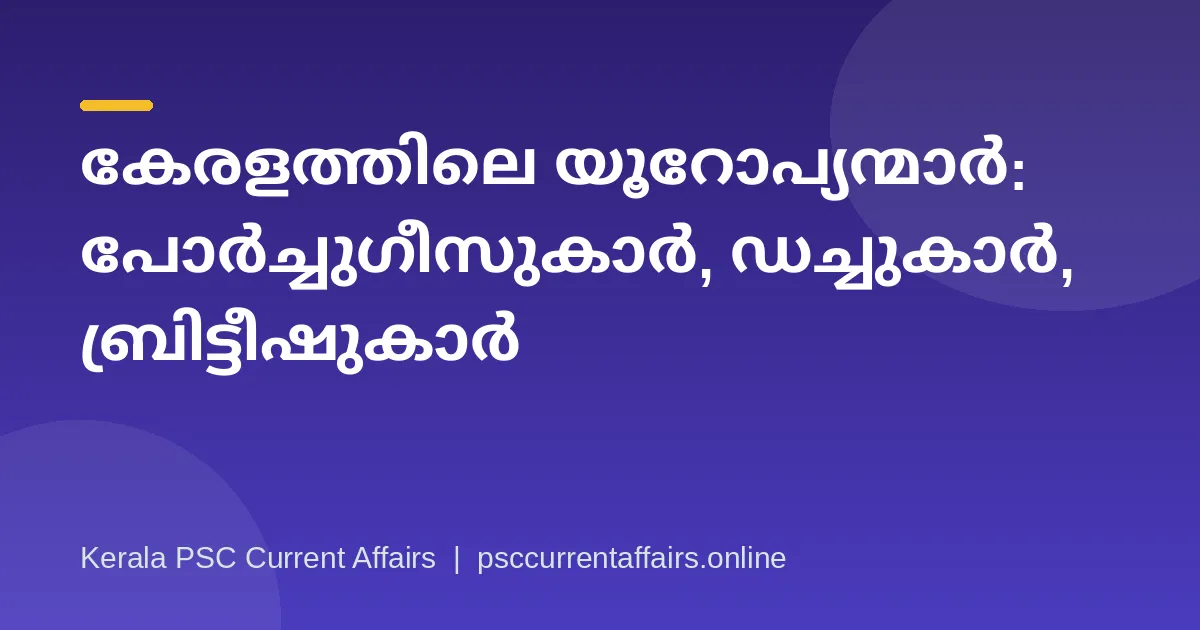 കേരളത്തിലെ യൂറോപ്യന്മാർ:
പോർച്ചുഗീസുകാർ, ഡച്ചുകാർ,
ബ്രിട്ടീഷുകാർ
Kerala PSC Current Affairs | psccurrentaffairs.online